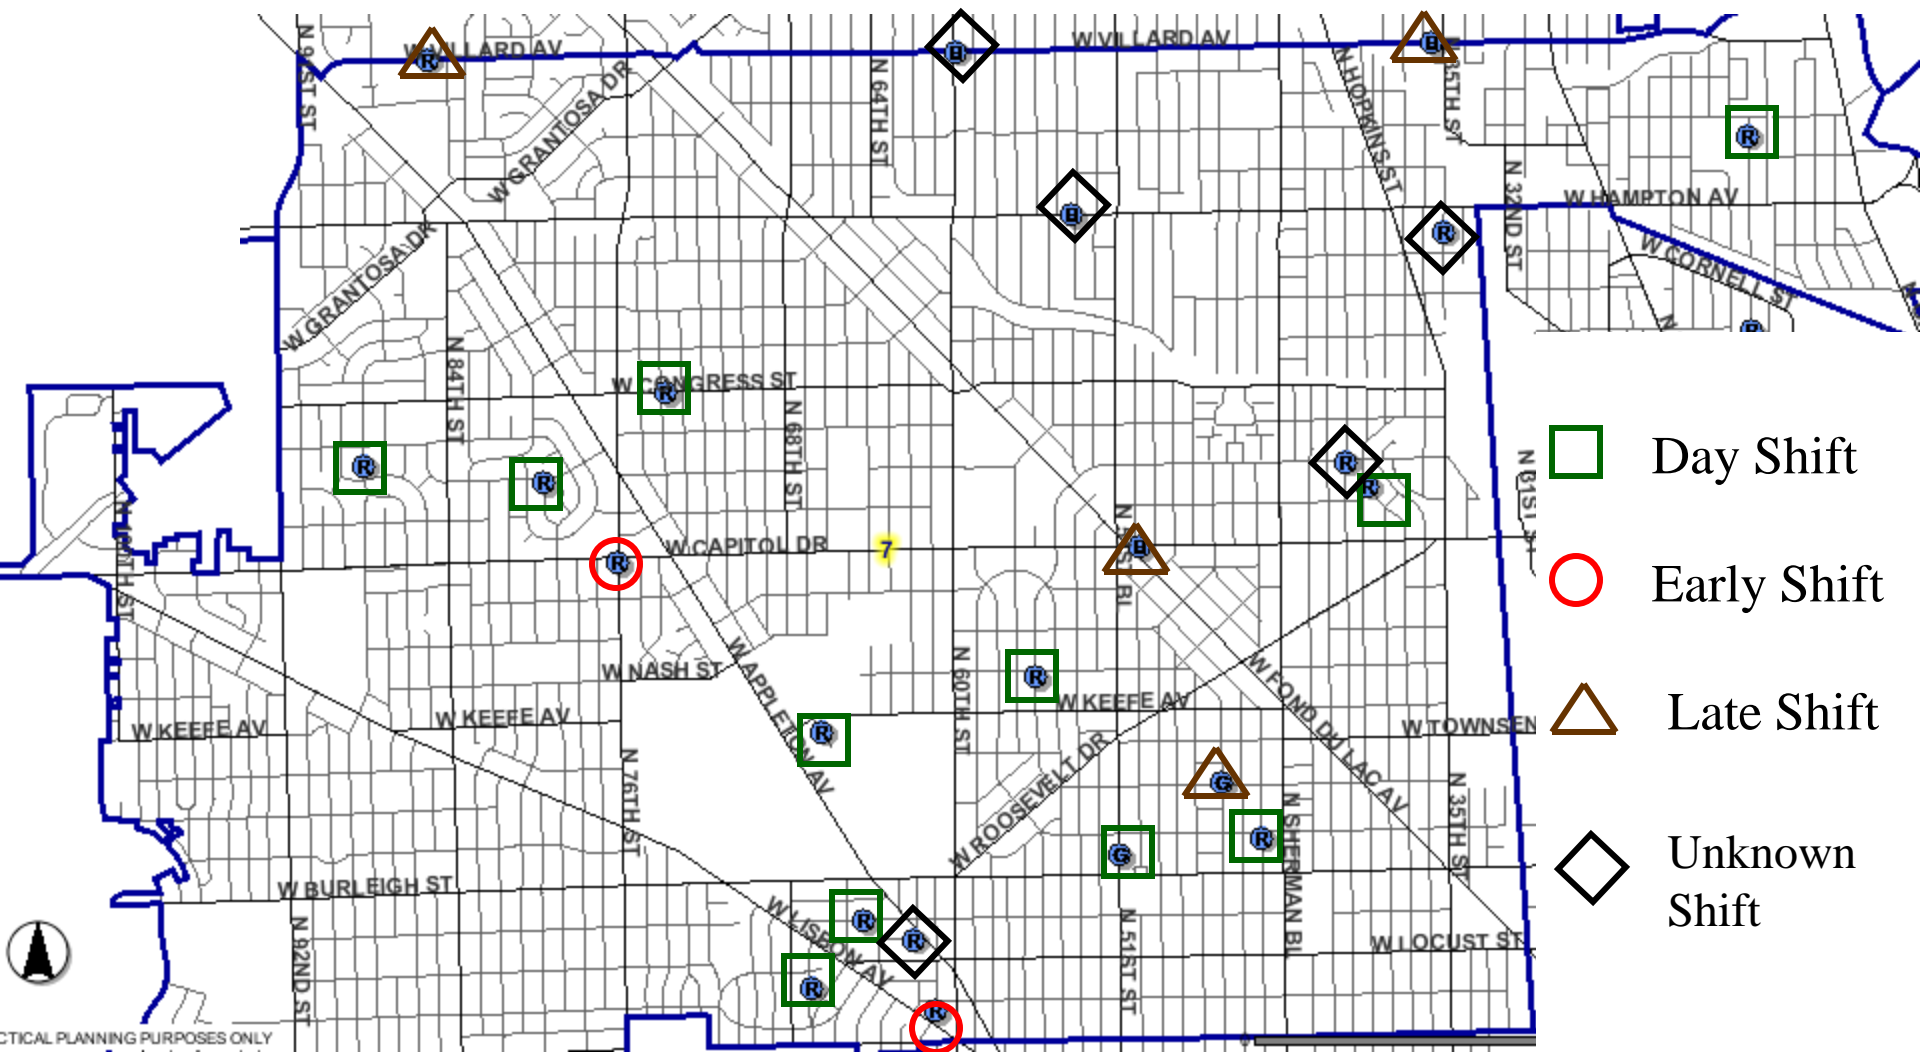 W VILLARD AV
W VILLARD AV
N 91ST ST
W GRANTOSA DR
N 64TH ST
N HOPKINS ST
N 35TH ST
R
B
B
R
N 32ND ST
W HAMPTON AV
B
R
W CORNELL ST
W GRANTOSA DR
N
R
N 84TH ST
W CONGRESS ST
R
N 68TH ST
R
R
R
R
Day Shift
N 51ST BL
N 100TH ST
W CAPITOL DR
7
B
R
Early Shift
W NASH ST
W APPLETON AV
N 60TH ST
R
W KEEFE AV
W FOND DU LAC AV
W KEEFE AV
W KEEFE AV
R
W TOWNSEN
Late Shift
N 76TH ST
W ROOSEVELT DR
G
R
G
N SHERMAN BL
N 35TH ST
W BURLEIGH ST
Unknown
Shift
W LISBON AV
R
R
R
R
N 92ND ST
N 51ST ST
W LOCUST ST
CTICAL PLANNING PURPOSES ONLY